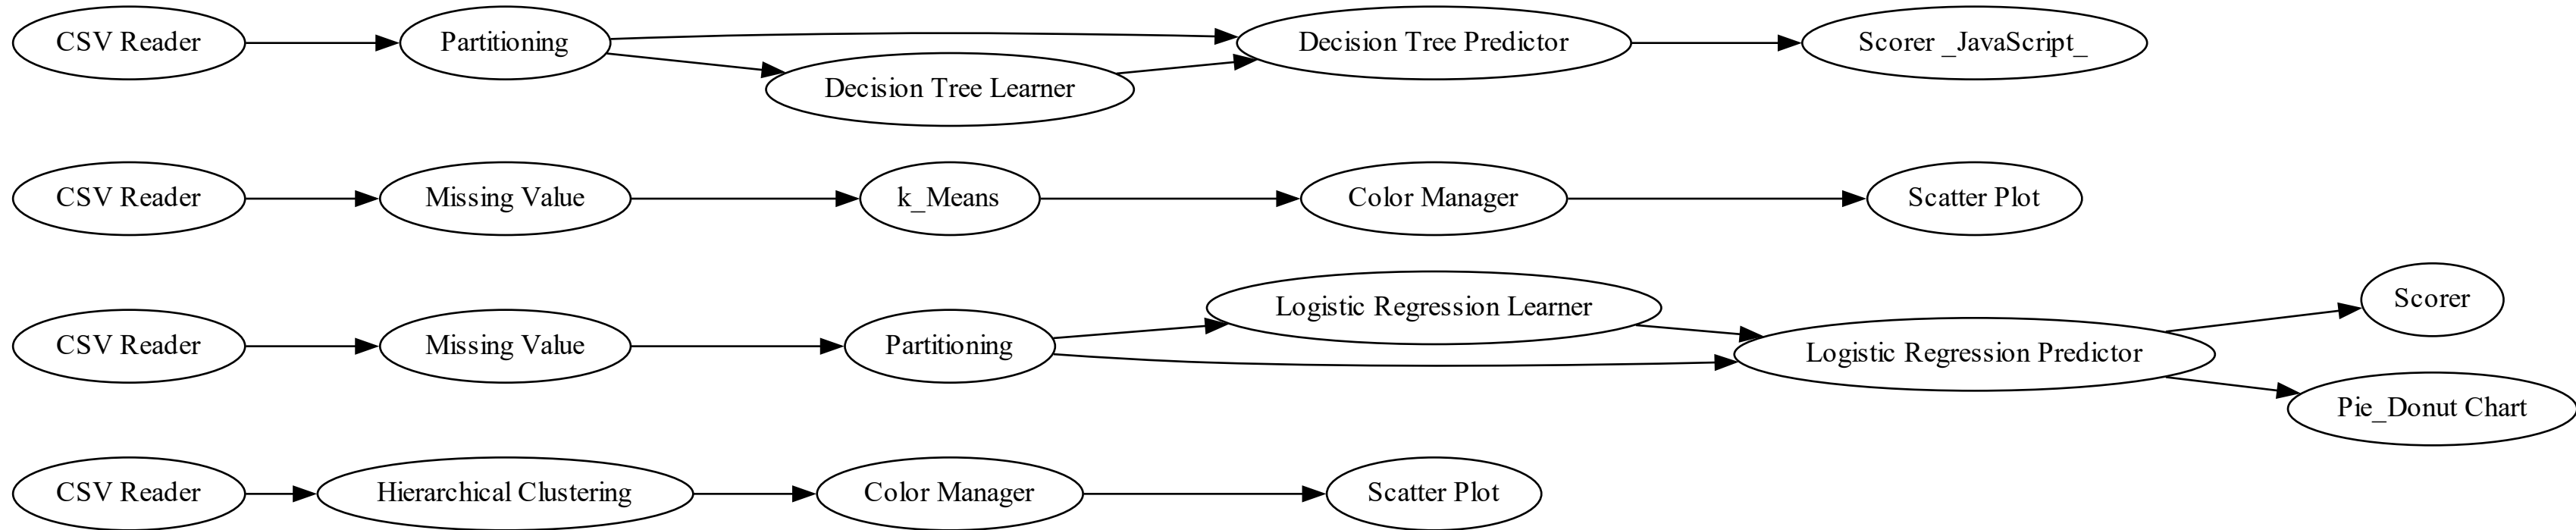 CSV Reader
Partitioning
Decision Tree Predictor
Scorer _JavaScript_
Decision Tree Learner
CSV Reader
Missing Value
k_Means
Color Manager
Scatter Plot
CSV Reader
Missing Value
Partitioning
Logistic Regression Learner
Logistic Regression Predictor
Scorer
Pie_Donut Chart
CSV Reader
Hierarchical Clustering
Color Manager
Scatter Plot